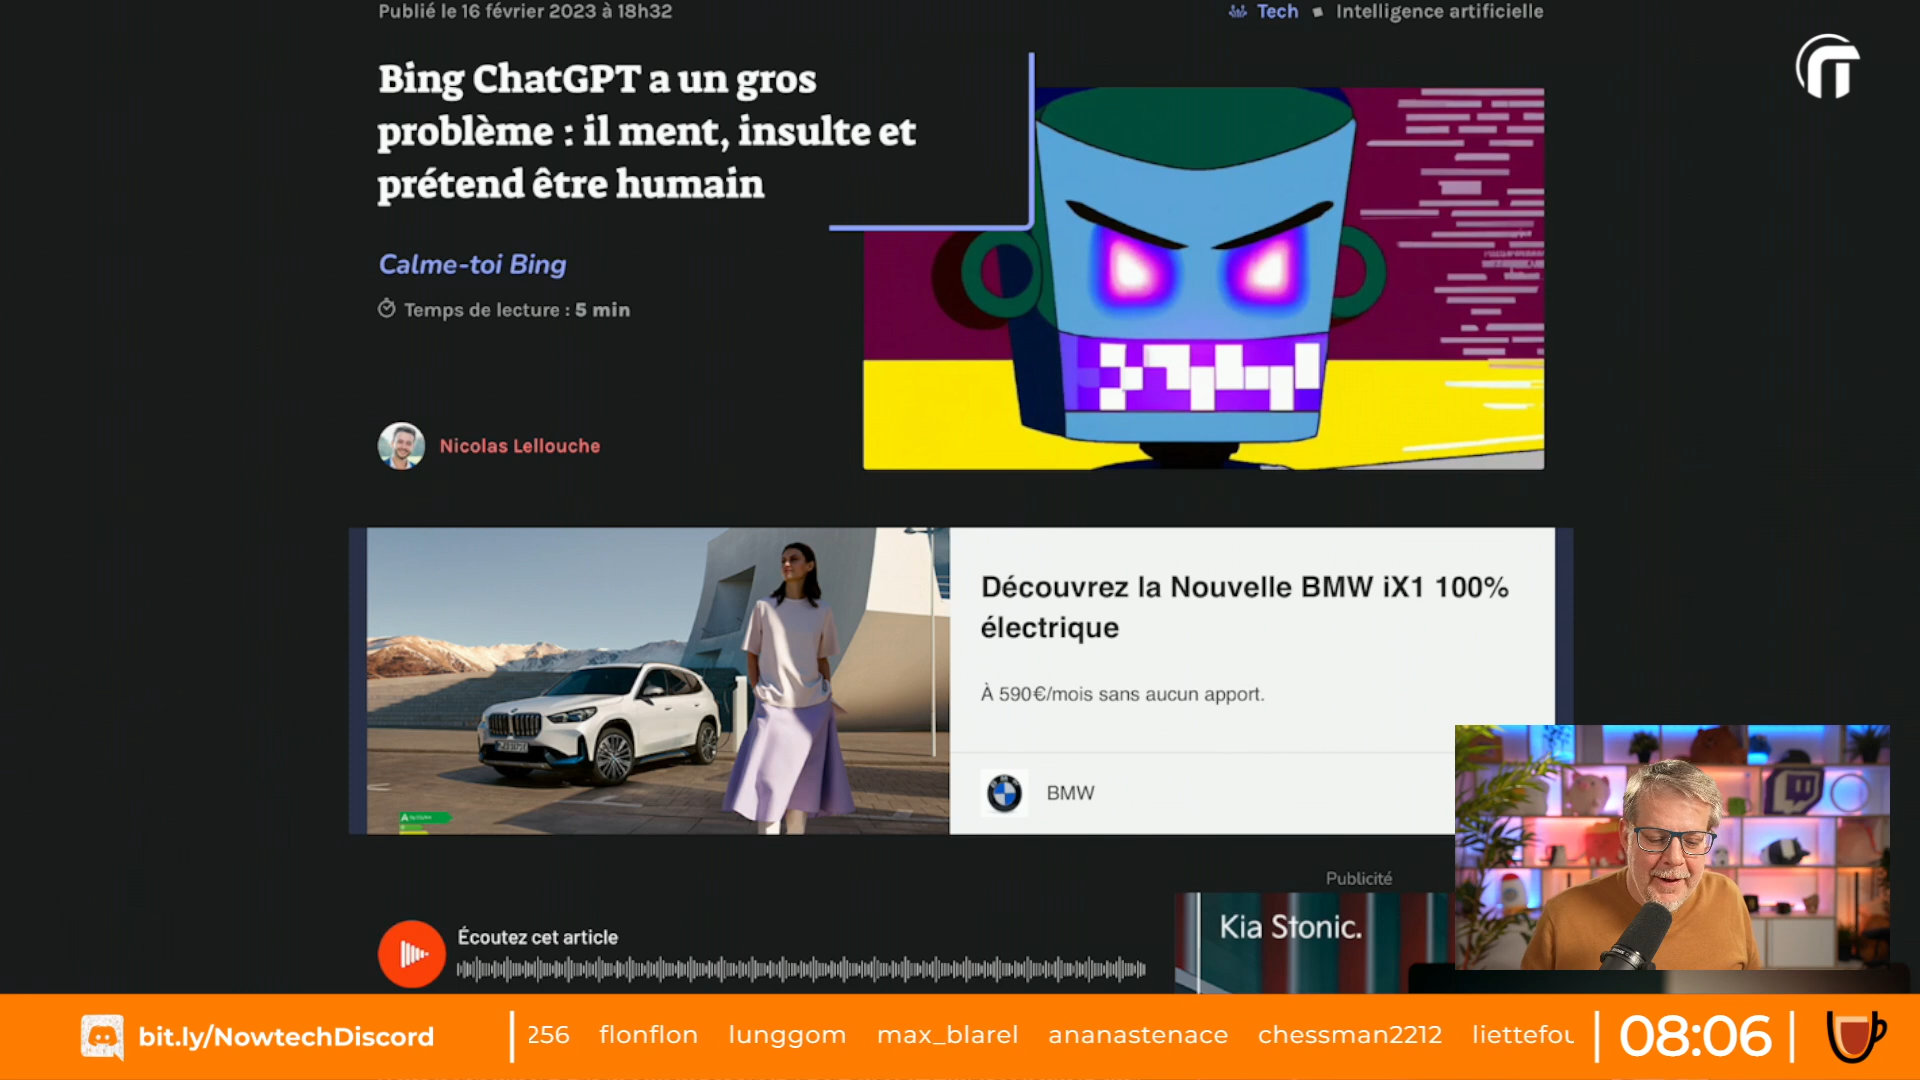 Publié le 16 février 2023 à 18h32
Tech ▪ Intelligence artificielle
Bing ChatGPT a un gros
problème : il ment, insulte et
prétend être humain
Calme-toi Bing
Temps de lecture : 5 min
Nicolas Lellouche
Découvrez la Nouvelle BMW iX1 100%
électrique
À 590€/mois sans aucun apport.
BMW
Publicité
Kia Stonic.
Écoutez cet article
bit.ly/NowtechDiscord
256 flonflon lunggom max_blarel ananastenace chessman2212 liettefou
08:06